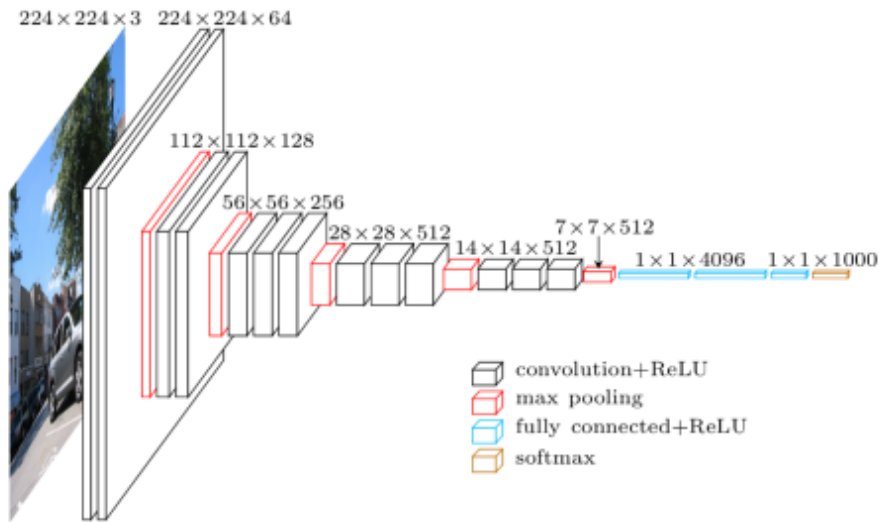 224×224×3
224×224×64
112×112×128
56×56×256
28×28×512
14×14×512
7×7×512
1×1×4096
1×1×1000
convolution+ReLU
max pooling
fully connected+ReLU
softmax